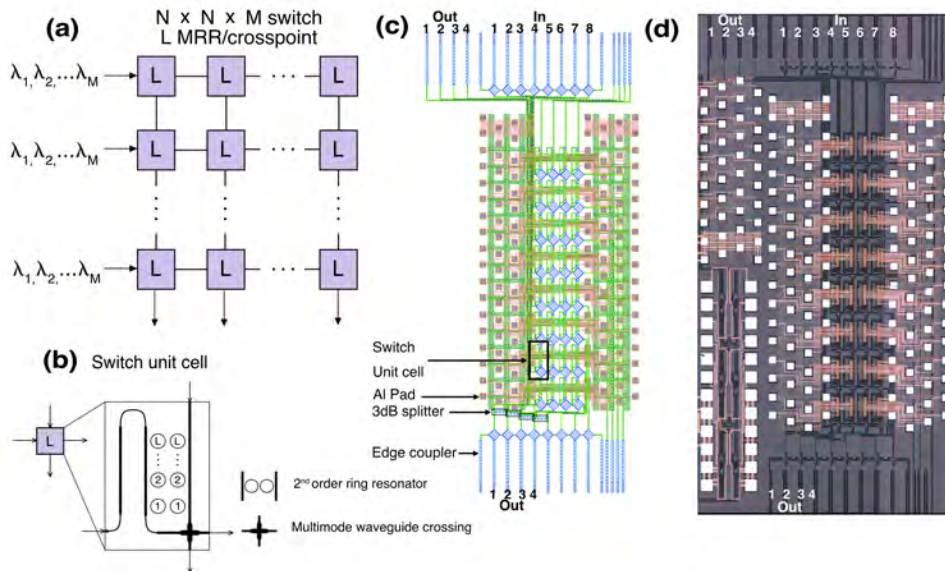 (a)
N x N x M switch
L MRR/crosspoint
λ1, λ2, ...λM
L L ... L
λ1, λ2, ...λM
L L ... L
λ1, λ2, ...λM
L L ... L
(b) Switch unit cell
L
L L
2 2
1 1
2nd order ring resonator
Multimode waveguide crossing
(c)
Out In
1 2 3 4 1 2 3 4 5 6 7 8
Switch
Unit cell
Al Pad
3dB splitter
Edge coupler
1 2 3 4
Out
(d)
Out In
1 2 3 4 1 2 3 4 5 6 7 8
1 2 3 4
Out